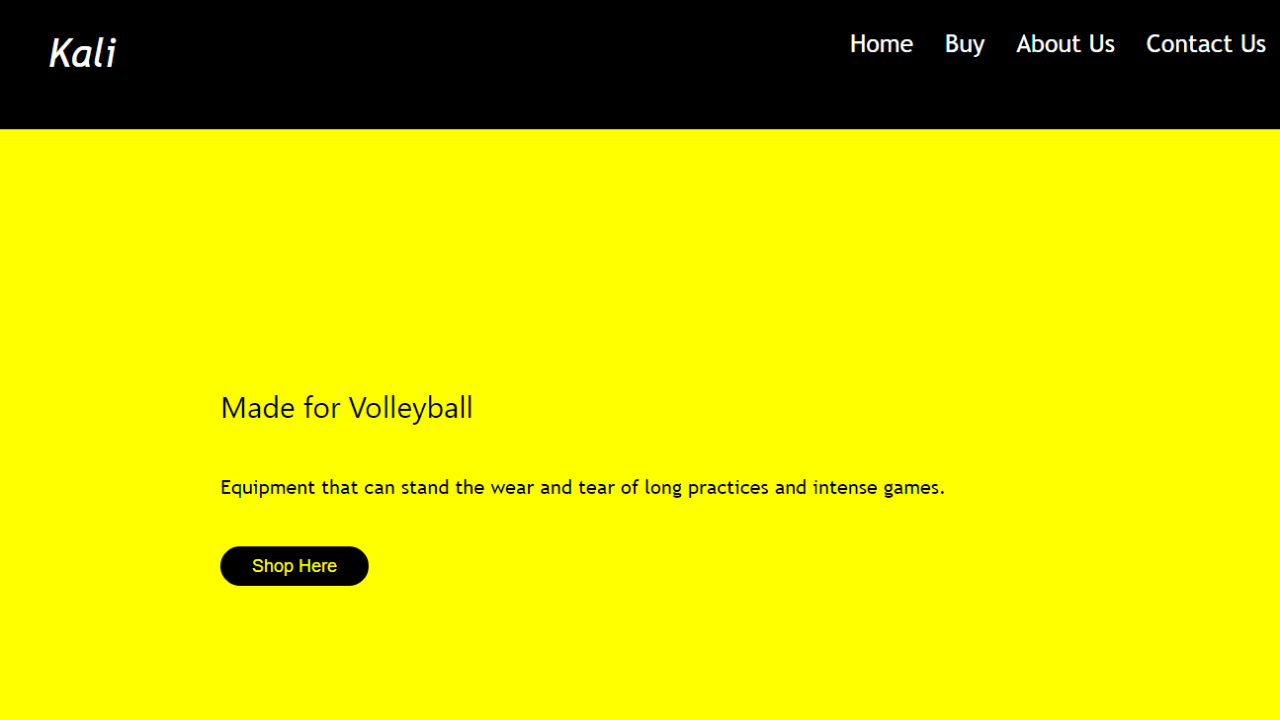 Kali
Home Buy About Us Contact Us
Made for Volleyball
Equipment that can stand the wear and tear of long practices and intense games.
Shop Here